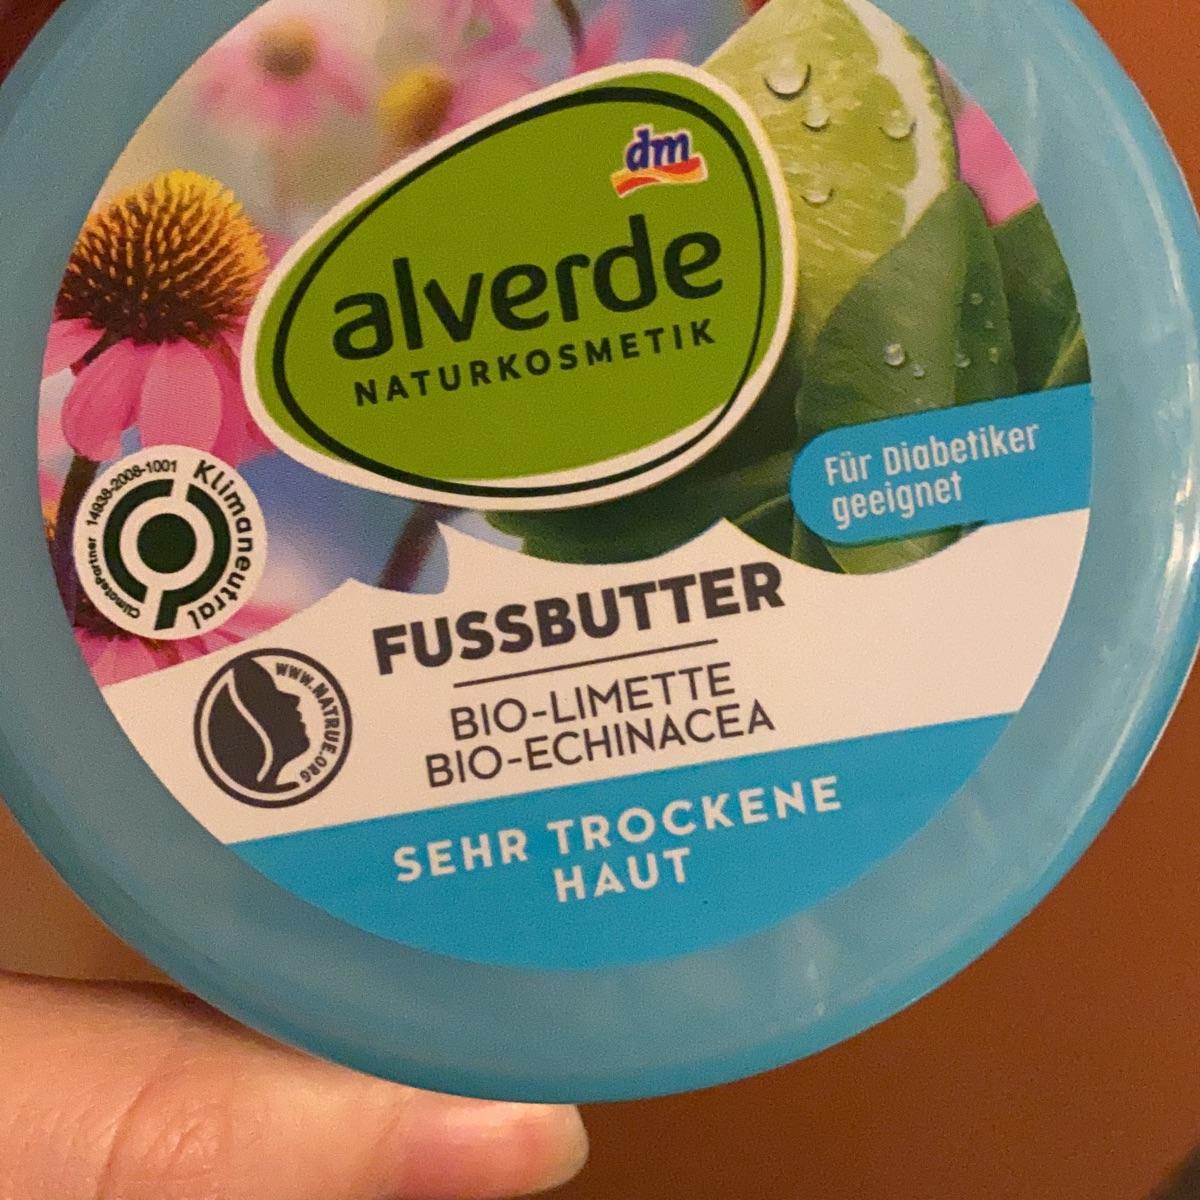 dm
alverde
NATURKOSMETIK
Für Diabetiker
geeignet
Klimaneutral
ClimatePartner 14938-2008-1001
FUSSBUTTER
WWW.NATRUE.ORG
BIO-LIMETTE
BIO-ECHINACEA
SEHR TROCKENE
HAUT